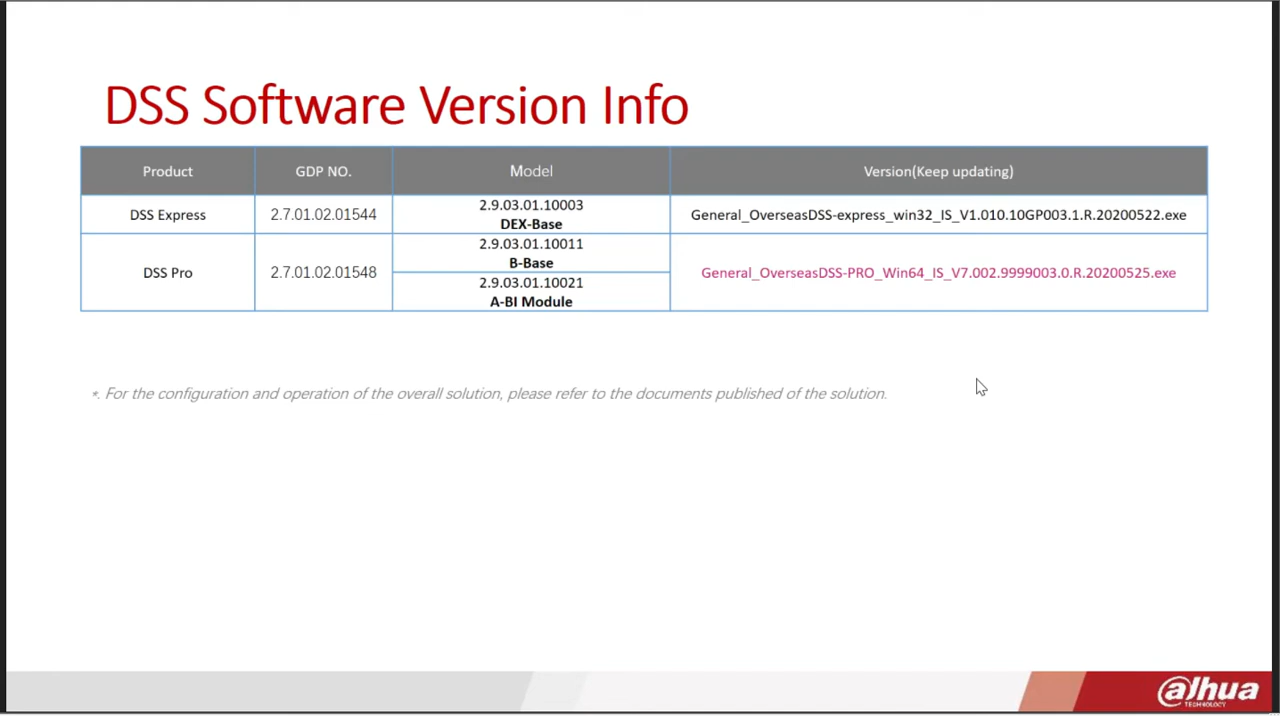 DSS Software Version Info
Product GDP NO. Model Version(Keep updating)
DSS Express 2.7.01.02.01544 2.9.03.01.10003 General_OverseasDSS-express_win32_IS_V1.010.10GP003.1.R.20200522.exe
DEX-Base
DSS Pro 2.7.01.02.01548 2.9.03.01.10011 General_OverseasDSS-PRO_Win64_IS_V7.002.9999003.0.R.20200525.exe
B-Base
2.9.03.01.10021
A-BI Module
*. For the configuration and operation of the overall solution, please refer to the documents published of the solution.
alhua
TECHNOLOGY